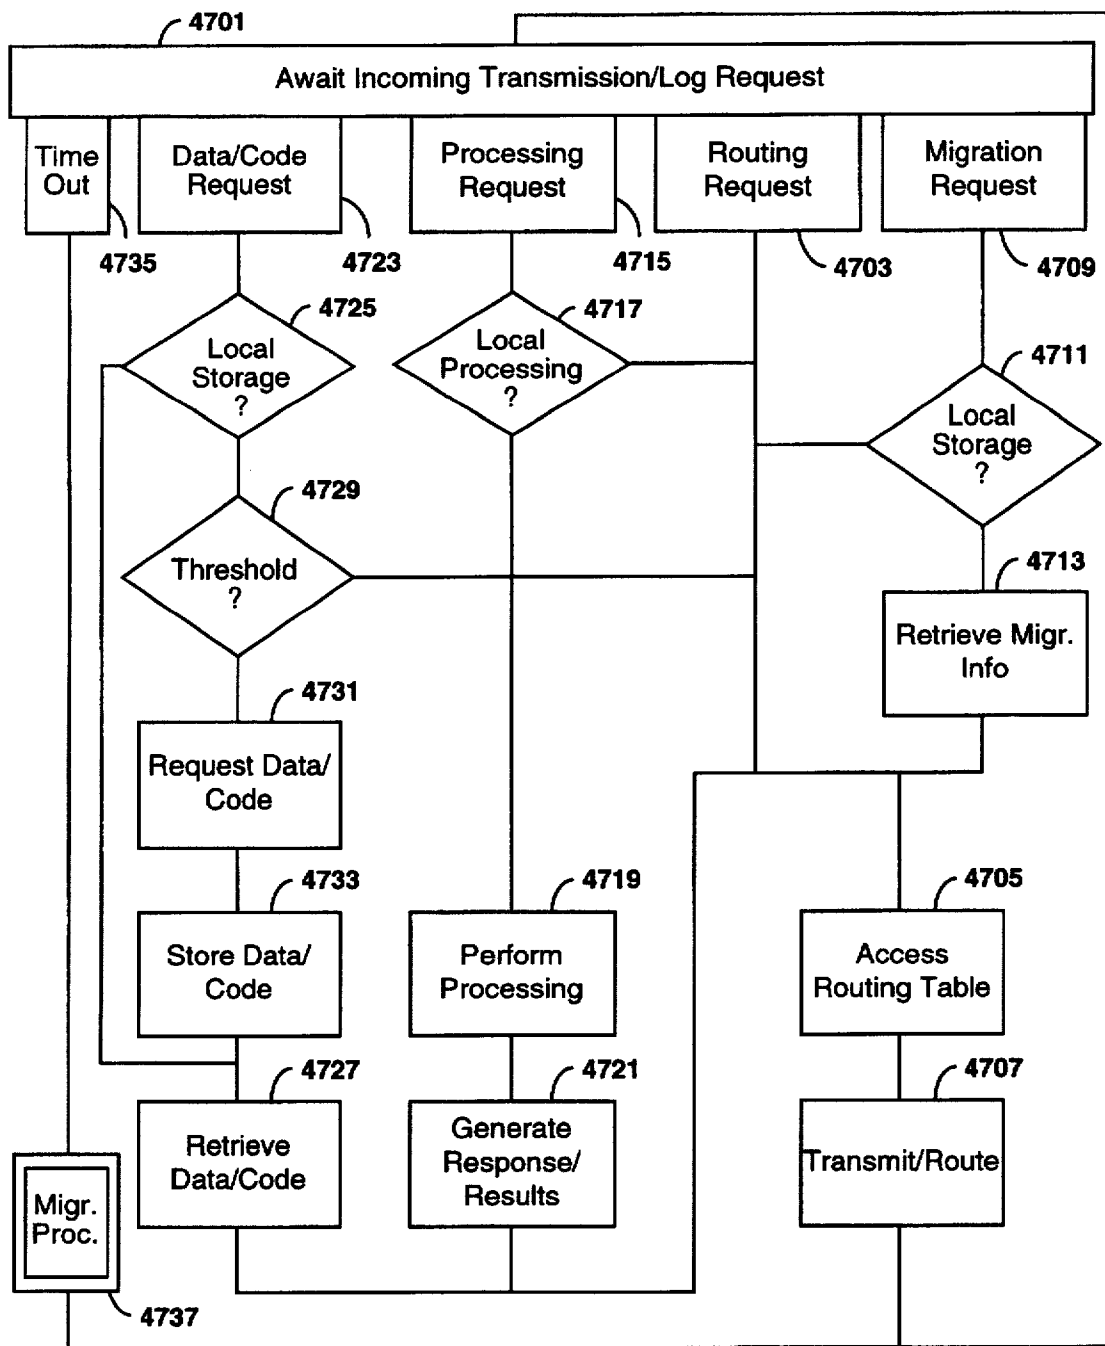 4701
Await Incoming Transmission/Log Request
Time
Out
Data/Code
Request
Processing
Request
Routing
Request
Migration
Request
4735
4723
4715
4703
4709
4725
4717
4711
Local
Storage
?
Local
Processing
?
Local
Storage
?
4729
Threshold
?
4713
Retrieve Migr.
Info
4731
Request Data/
Code
4733
4719
4705
Store Data/
Code
Perform
Processing
Access
Routing Table
4727
4721
4707
Retrieve
Data/Code
Generate
Response/
Results
Transmit/Route
Migr.
Proc.
4737